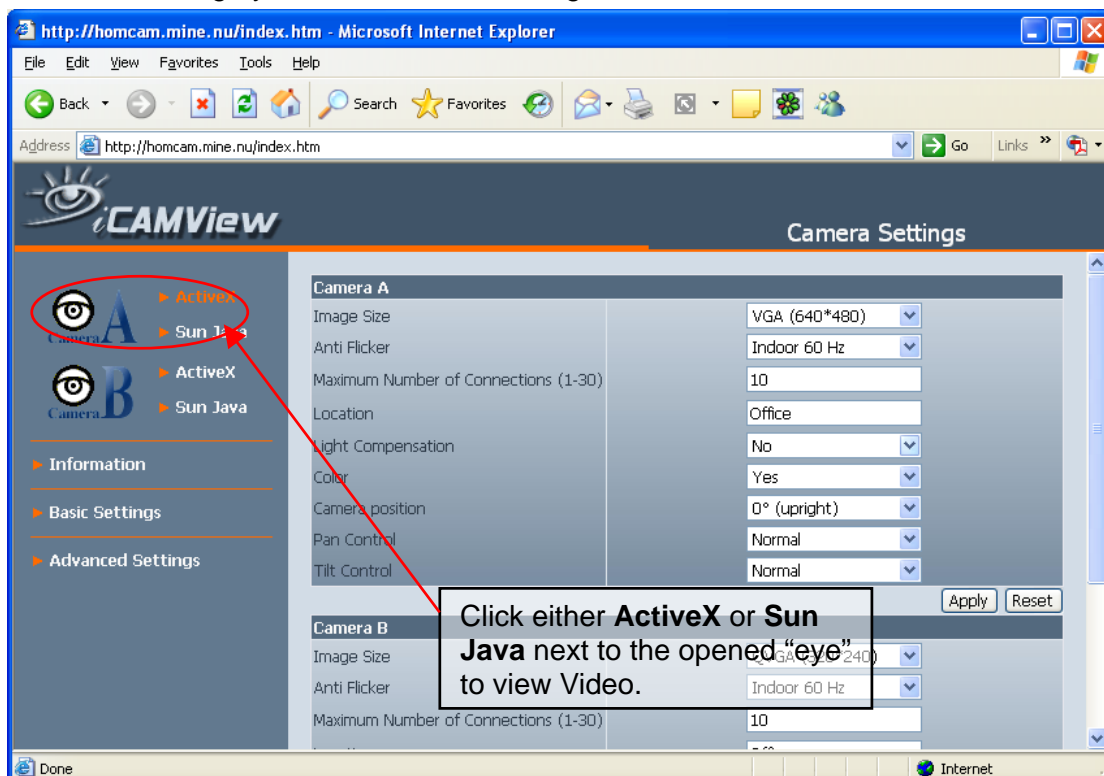 http://homcam.mine.nu/index.htm - Microsoft Internet Explorer
File Edit View Favorites Tools Help
Back Search Favorites
Address http://homcam.mine.nu/index.htm Go Links »
iCAMView
Camera Settings
Camera A
ActiveX
Sun Java
Camera B
ActiveX
Sun Java
Information
Basic Settings
Advanced Settings
Camera A
Image Size VGA (640*480)
Anti Flicker Indoor 60 Hz
Maximum Number of Connections (1-30) 10
Location Office
Light Compensation No
Color Yes
Camera position 0° (upright)
Pan Control Normal
Tilt Control Normal
Apply Reset
Click either ActiveX or Sun
Java next to the opened “eye”
to view Video.
Camera B
Image Size QVGA (320*240)
Anti Flicker Indoor 60 Hz
Maximum Number of Connections (1-30) 10
Done Internet